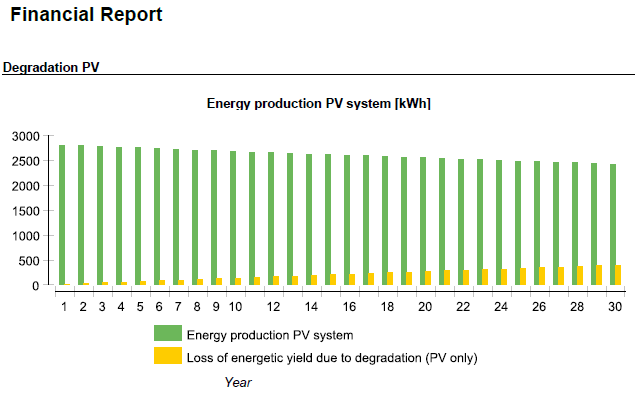 Financial Report
Degradation PV
Energy production PV system [kWh]
3000
2500
2000
1500
1000
500
0
1 2 3 4 5 6 7 8 9 10 12 14 16 18 20 22 24 26 28 30
Energy production PV system
Loss of energetic yield due to degradation (PV only)
Year